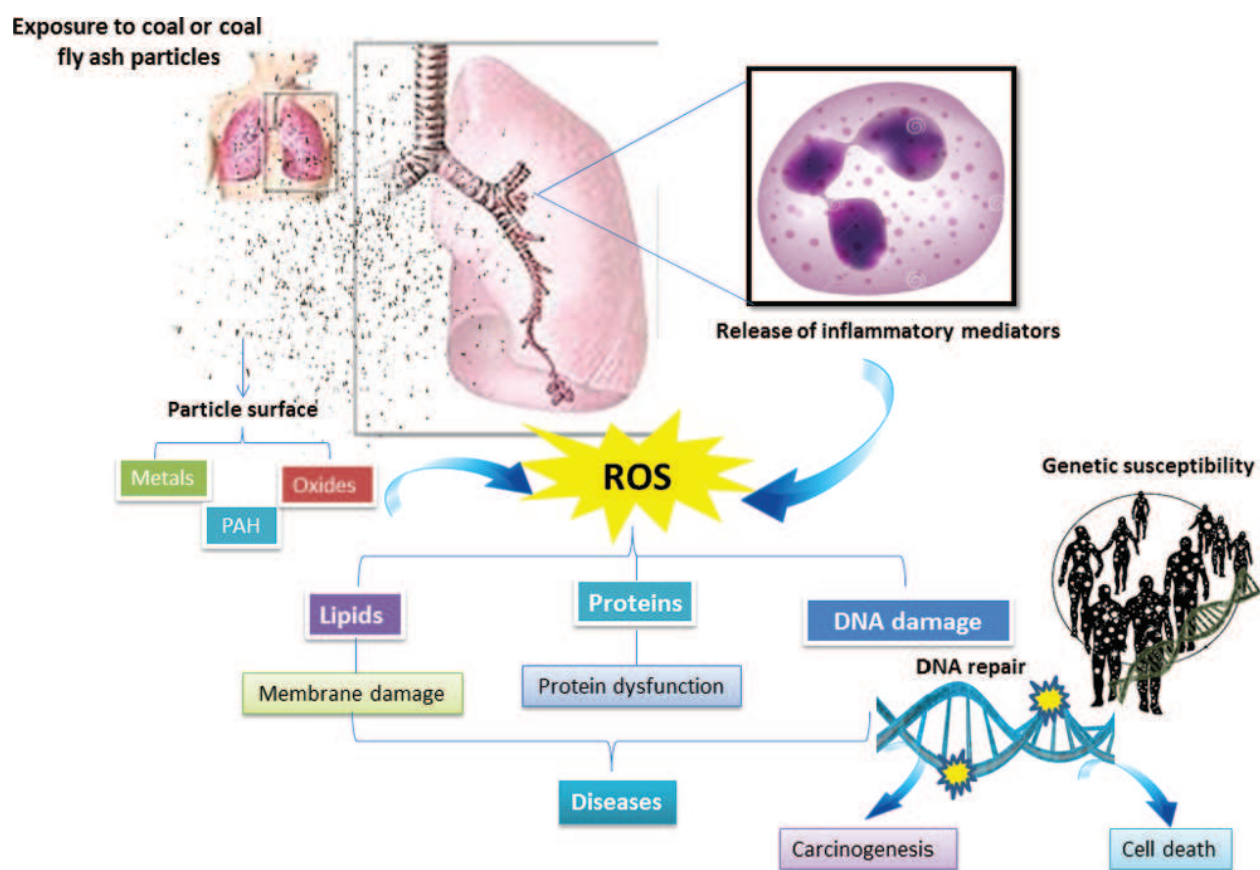 Exposure to coal or coal
fly ash particles
Release of inflammatory mediators
Particle surface
Metals
Oxides
PAH
ROS
Genetic susceptibility
Lipids
Proteins
DNA damage
DNA repair
Membrane damage
Protein dysfunction
Diseases
Carcinogenesis
Cell death